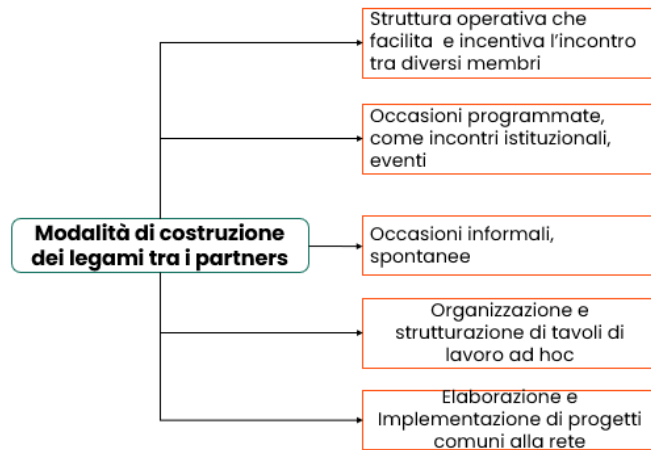 Struttura operativa che
facilita e incentiva l’incontro
tra diversi membri
Occasioni programmate,
come incontri istituzionali,
eventi
Modalità di costruzione
dei legami tra i partners
Occasioni informali,
spontanee
Organizzazione e
strutturazione di tavoli di
lavoro ad hoc
Elaborazione e
Implementazione di progetti
comuni alla rete